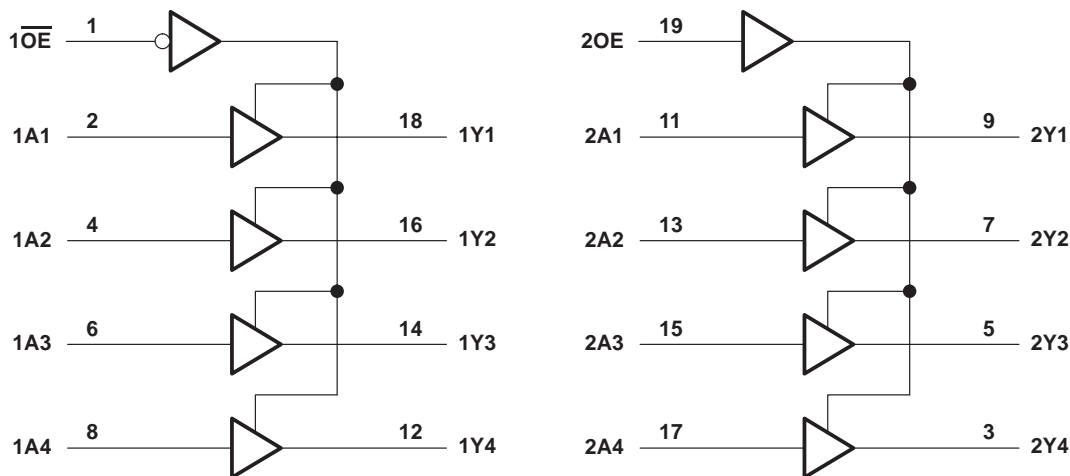 1O̅E̅ 1
1A1 2 18 1Y1
1A2 4 16 1Y2
1A3 6 14 1Y3
1A4 8 12 1Y4
2OE 19
2A1 11 9 2Y1
2A2 13 7 2Y2
2A3 15 5 2Y3
2A4 17 3 2Y4